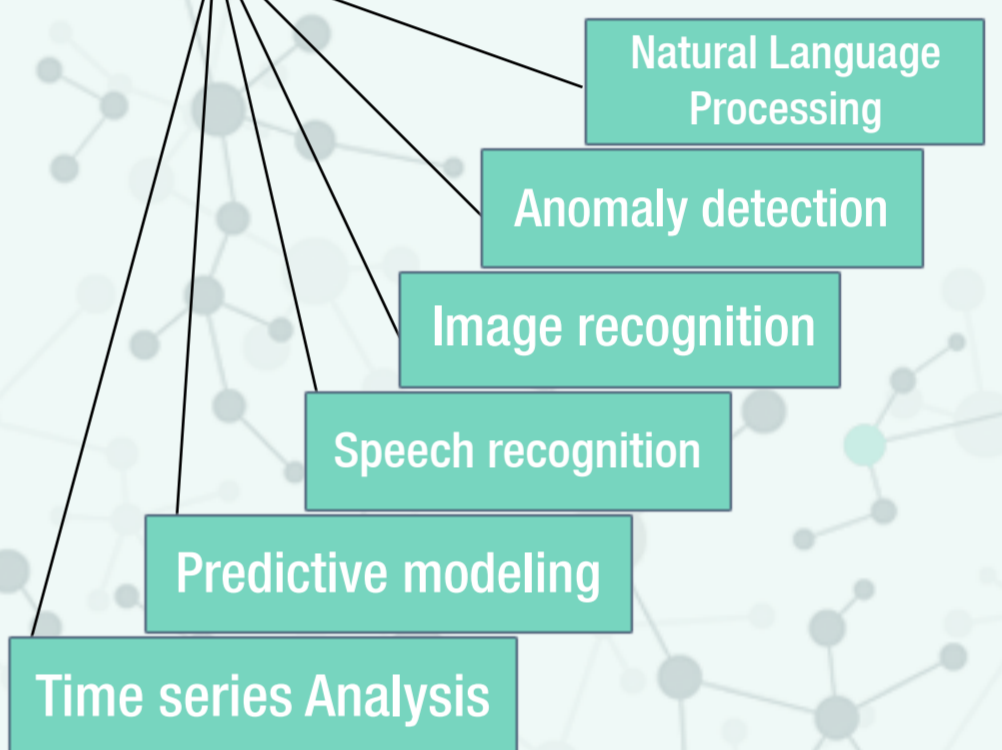 Natural Language
Processing
Anomaly detection
Image recognition
Speech recognition
Predictive modeling
Time series Analysis